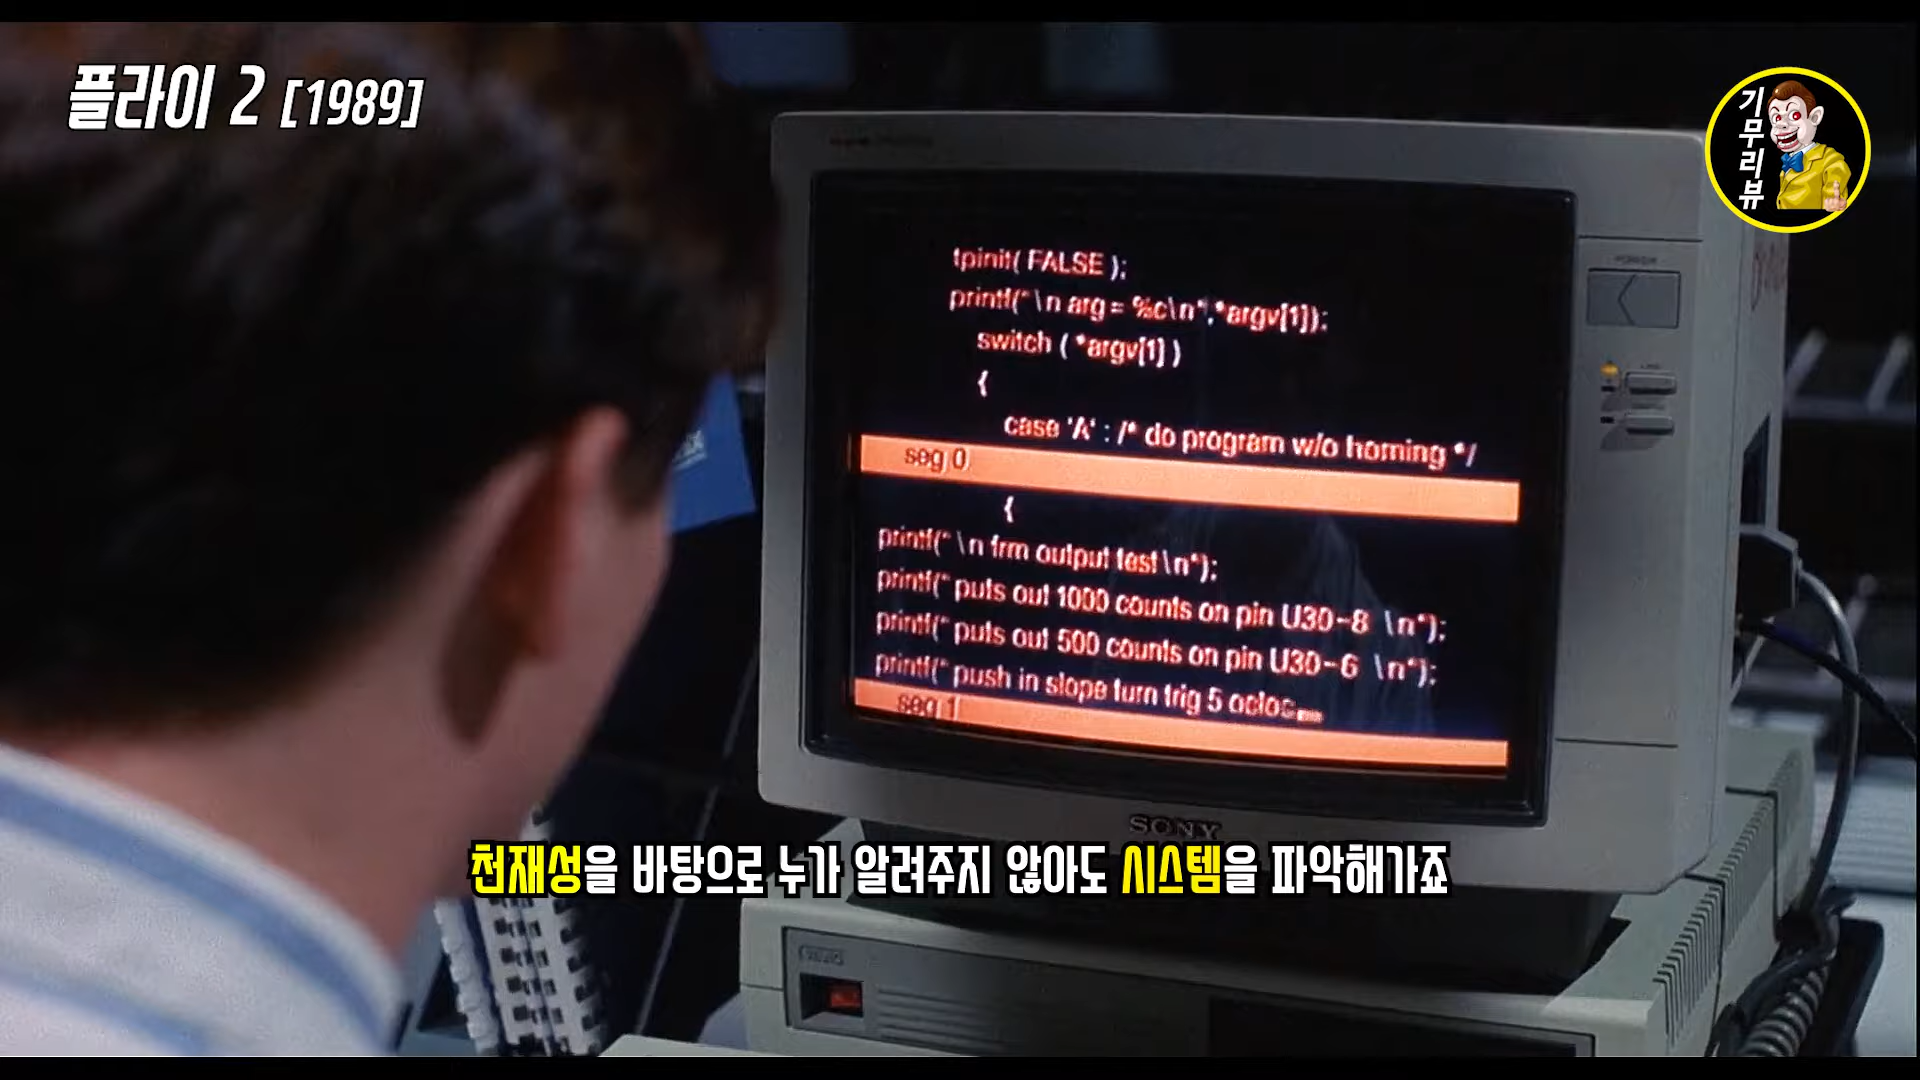 플라이 2 [1989]
기무리뷰
tpinit( FALSE );
printf(" \n arg = %c\n",*argv[1]);
switch ( *argv[1] )
{
case 'A' : /* do program w/o homing */
seg 0
{
printf(" \n frm output test \n");
printf(" puts out 1000 counts on pin U30-8 \n");
printf(" puts out 500 counts on pin U30-6 \n");
printf(" push in slope turn trig 5
seg 1
SONY
천재성을 바탕으로 누가 알려주지 않아도 시스템을 파악해가죠